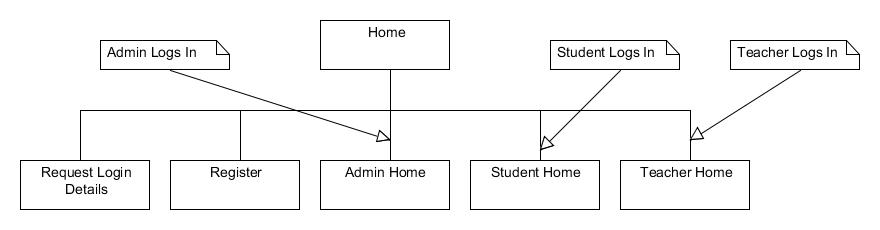 Home
Admin Logs In
Student Logs In
Teacher Logs In
Request Login
Details
Register
Admin Home
Student Home
Teacher Home